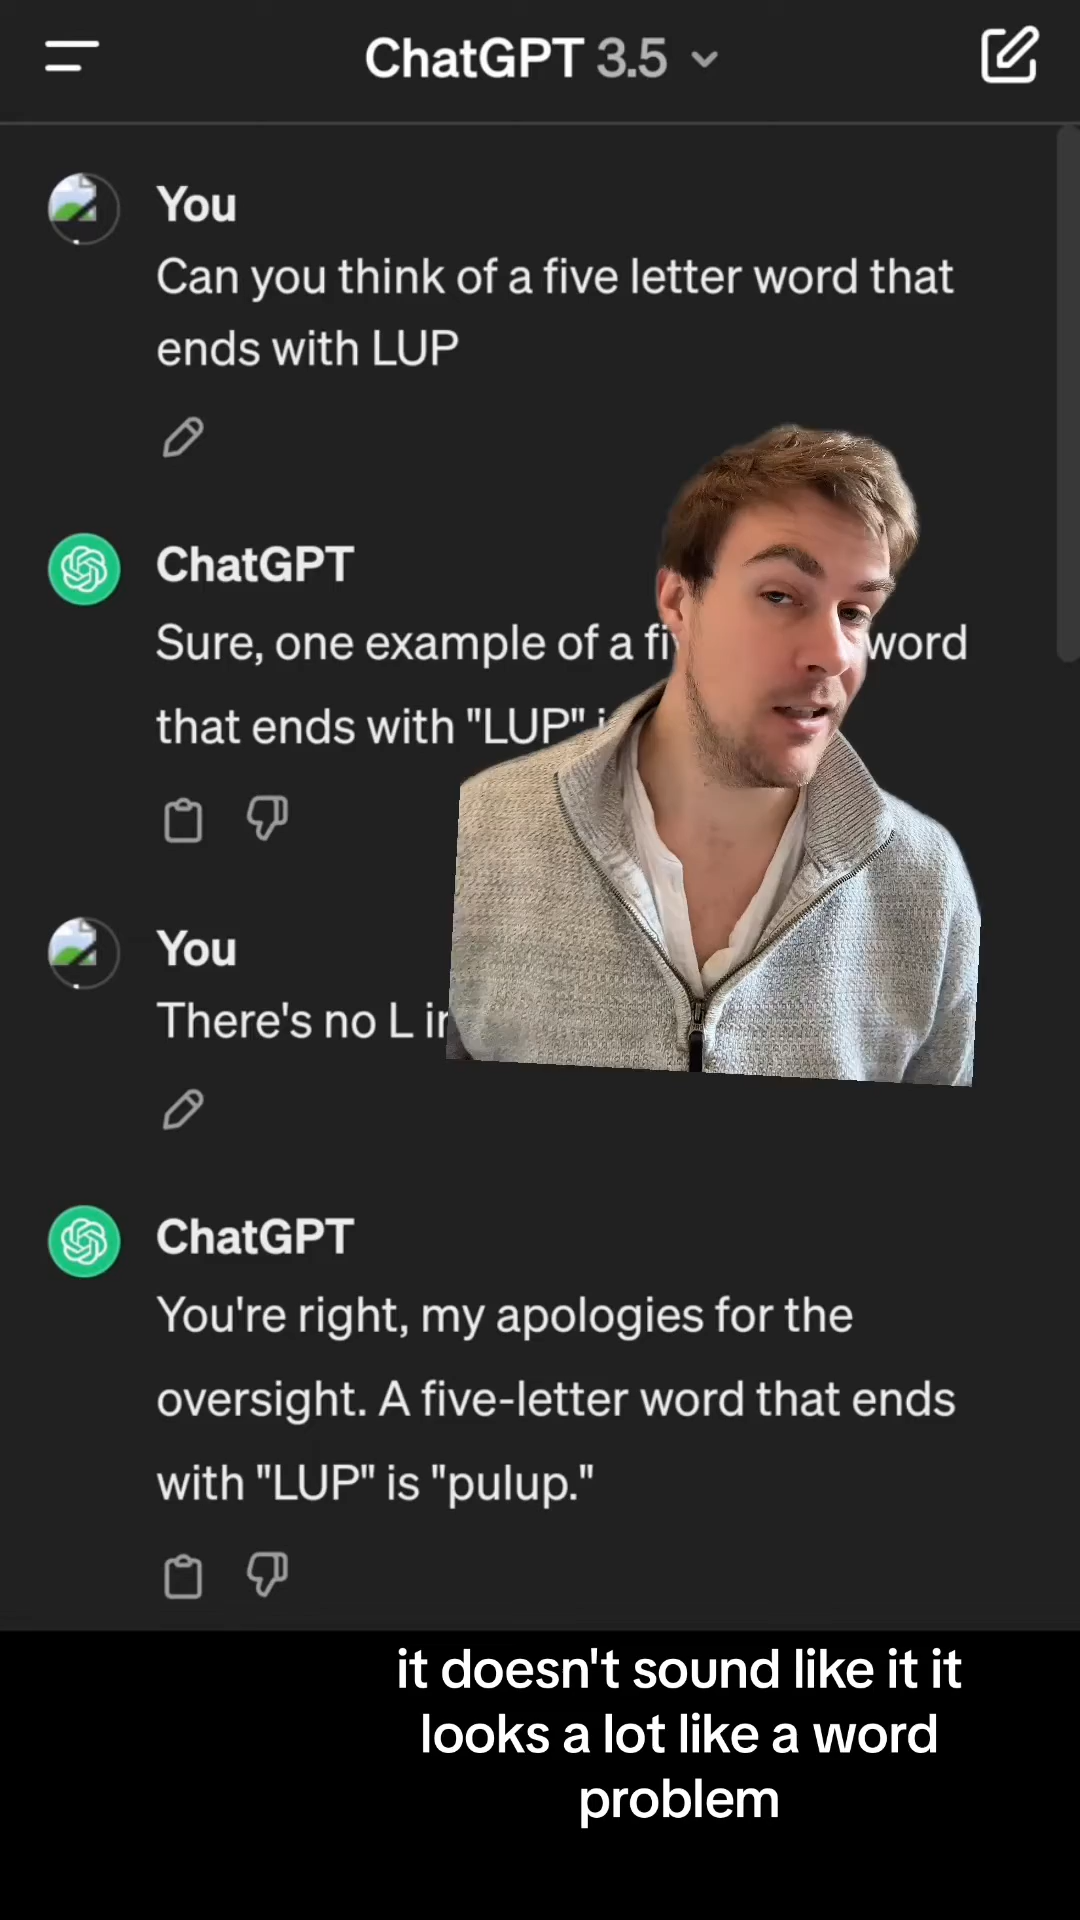 ChatGPT 3.5
You
Can you think of a five letter word that
ends with LUP
ChatGPT
Sure, one example of a word
that ends with "LUP"
You
There's no L
ChatGPT
You're right, my apologies for the
oversight. A five-letter word that ends
with "LUP" is "pulup."
it doesn't sound like it it
looks a lot like a word
problem